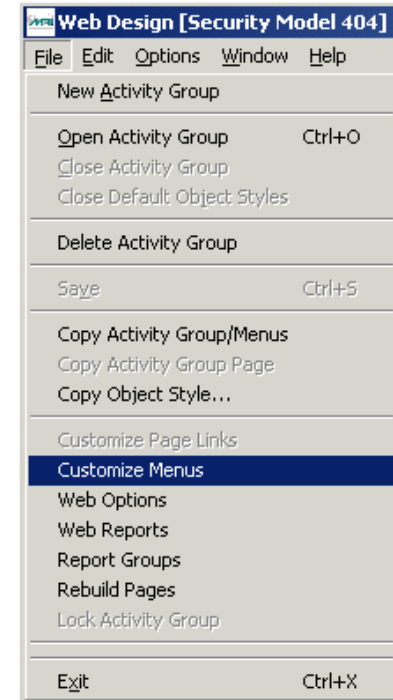 Web Design [Security Model 404]
File Edit Options Window Help
New Activity Group
Open Activity Group Ctrl+O
Close Activity Group
Close Default Object Styles
Delete Activity Group
Save Ctrl+S
Copy Activity Group/Menus
Copy Activity Group Page
Copy Object Style...
Customize Page Links
Customize Menus
Web Options
Web Reports
Report Groups
Rebuild Pages
Lock Activity Group
Exit Ctrl+X